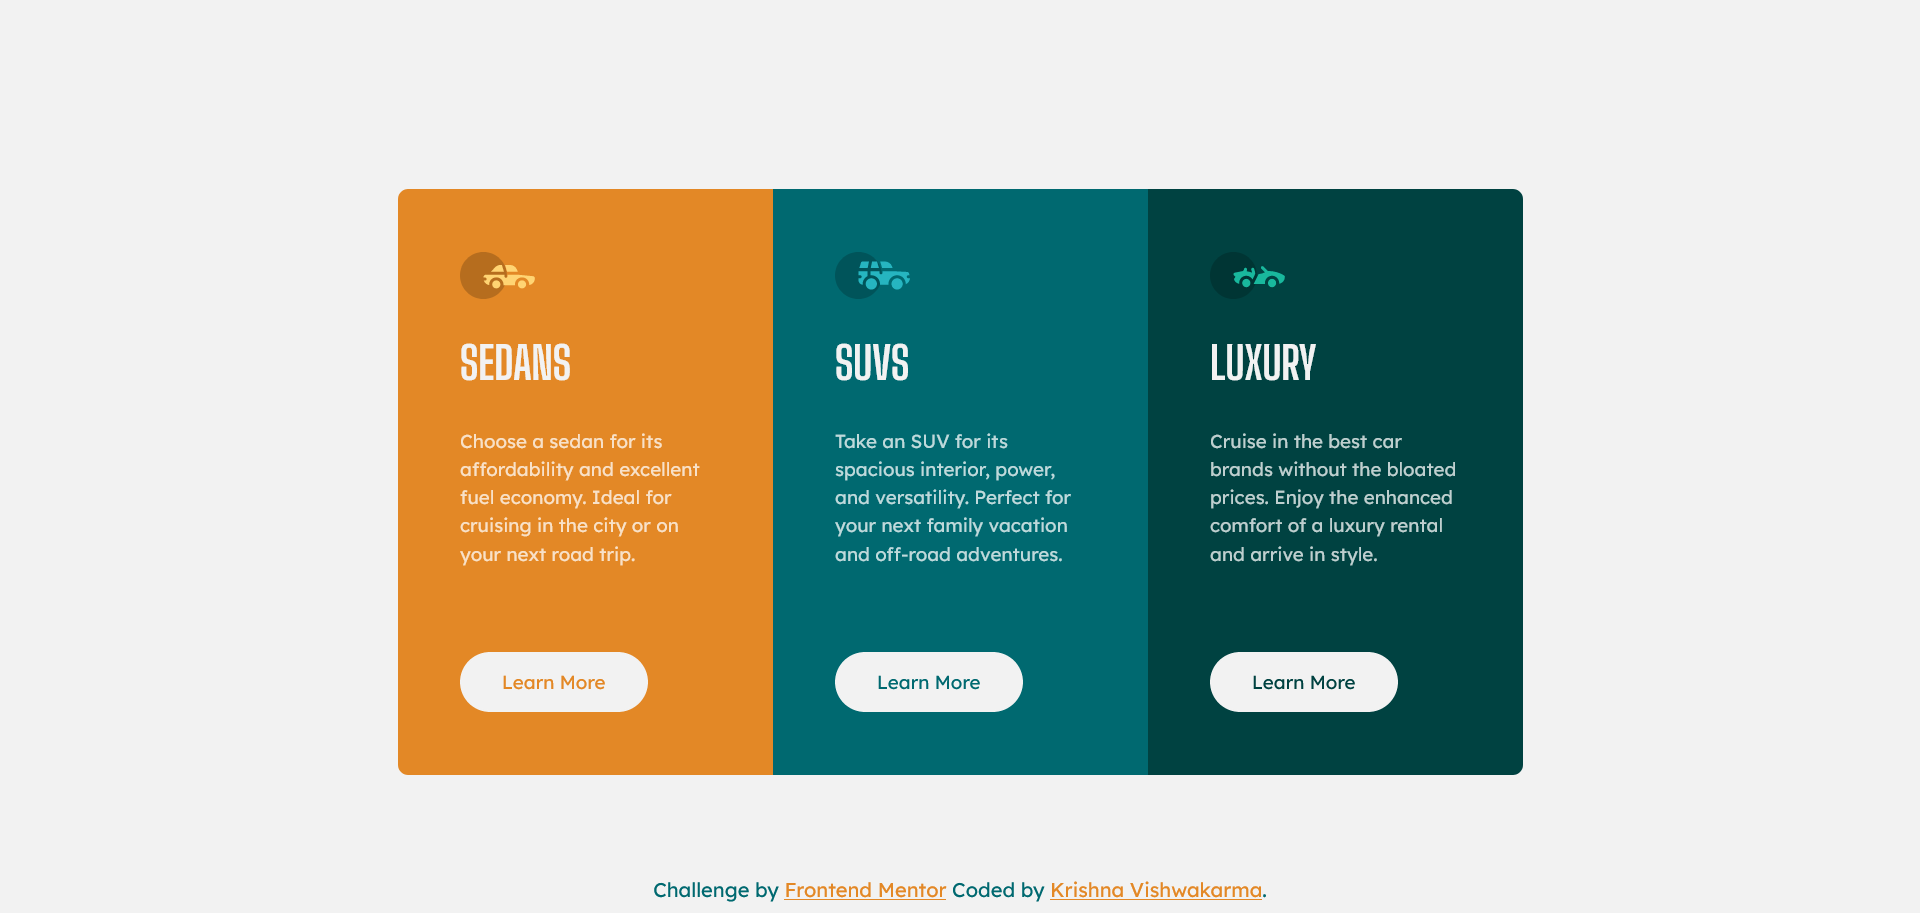 SEDANS
Choose a sedan for its
affordability and excellent
fuel economy. Ideal for
cruising in the city or on
your next road trip.
Learn More
SUVS
Take an SUV for its
spacious interior, power,
and versatility. Perfect for
your next family vacation
and off-road adventures.
Learn More
LUXURY
Cruise in the best car
brands without the bloated
prices. Enjoy the enhanced
comfort of a luxury rental
and arrive in style.
Learn More
Challenge by Frontend Mentor Coded by Krishna Vishwakarma.